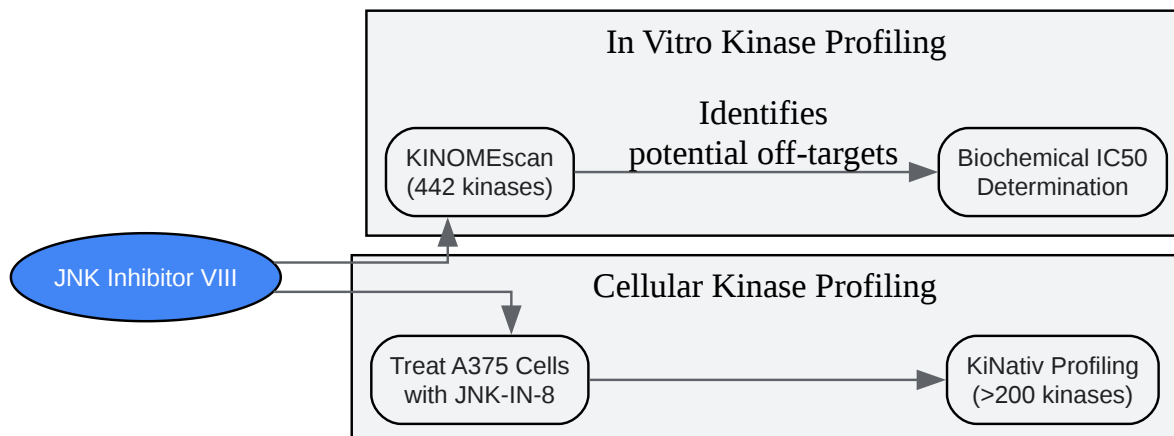 In Vitro Kinase Profiling
Identifies
potential off-targets
KINOMEscan
(442 kinases)
Biochemical IC50
Determination
JNK Inhibitor VIII
Cellular Kinase Profiling
Treat A375 Cells
with JNK-IN-8
KiNativ Profiling
(>200 kinases)